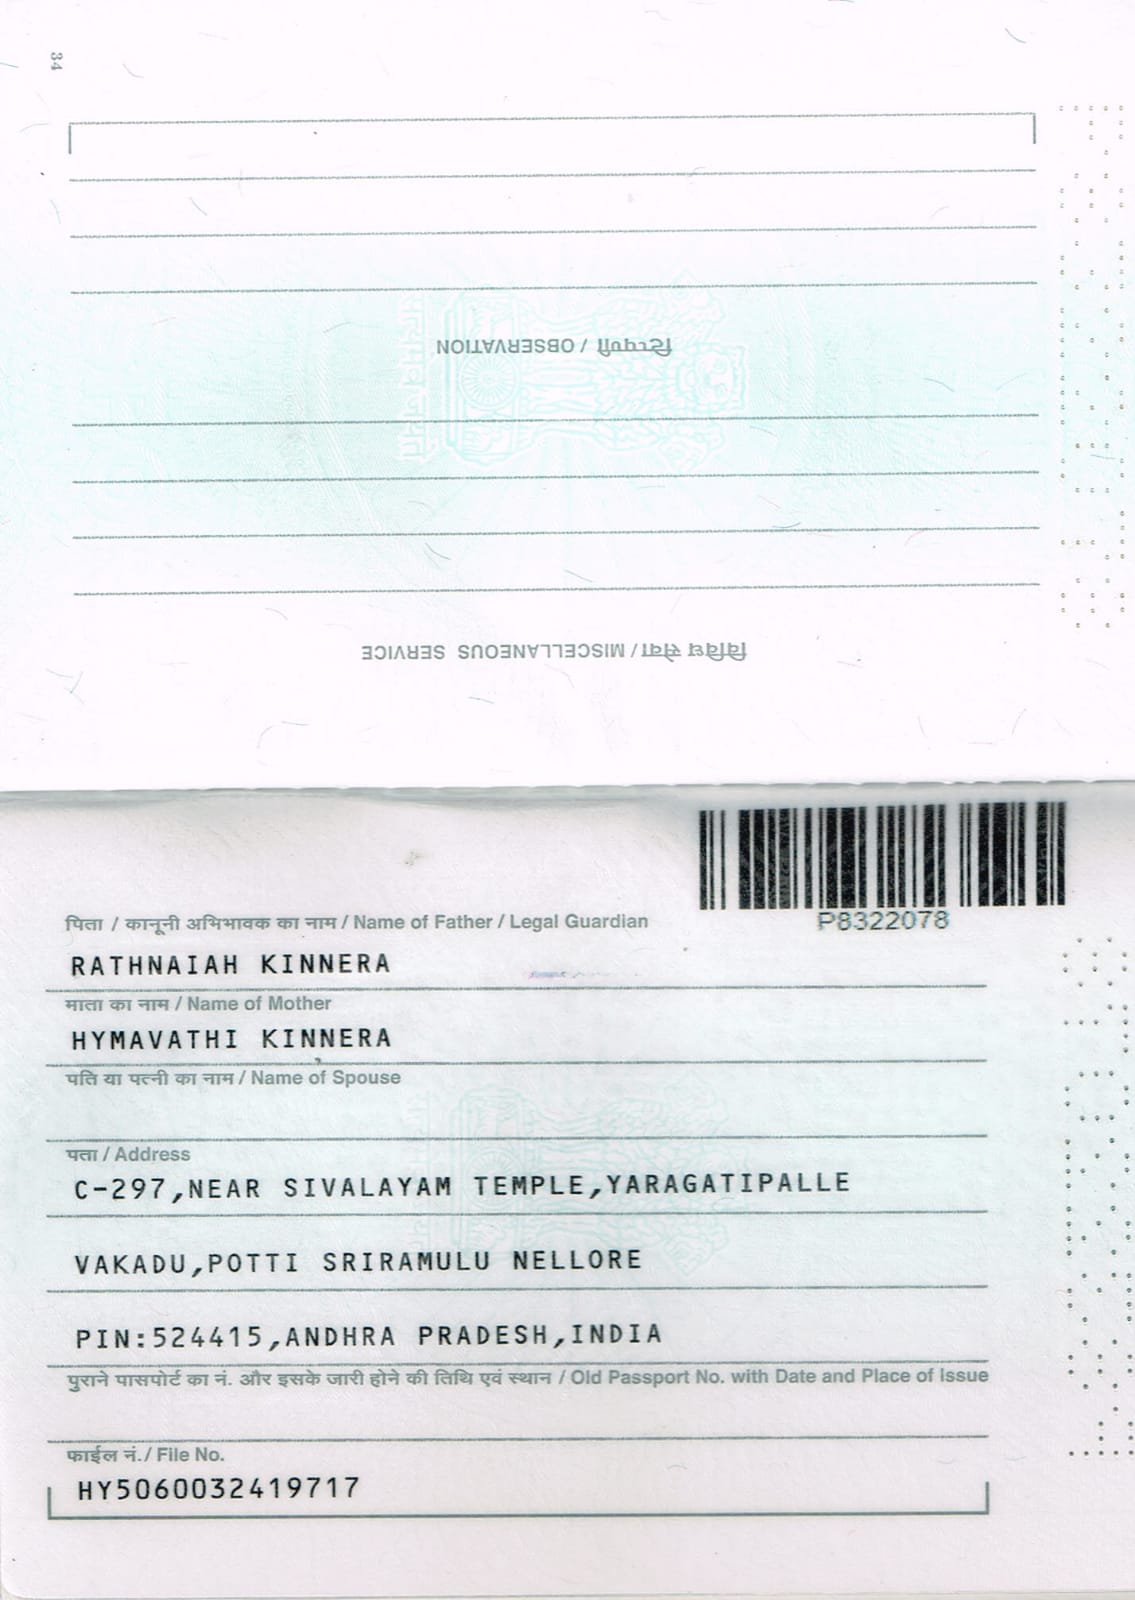 34
टिप्पणी / OBSERVATION
विविध सेवा / MISCELLANEOUS SERVICE
P8322078
पिता / कानूनी अभिभावक का नाम / Name of Father / Legal Guardian
RATHNAIAH KINNERA
माता का नाम / Name of Mother
HYMAVATHI KINNERA
पति या पत्नी का नाम / Name of Spouse
पता / Address
C-297,NEAR SIVALAYAM TEMPLE,YARAGATIPALLE
VAKADU,POTTI SRIRAMULU NELLORE
PIN:524415,ANDHRA PRADESH,INDIA
पुराने पासपोर्ट का नं. और इसके जारी होने की तिथि एवं स्थान / Old Passport No. with Date and Place of Issue
फाईल नं./ File No.
HY5060032419717